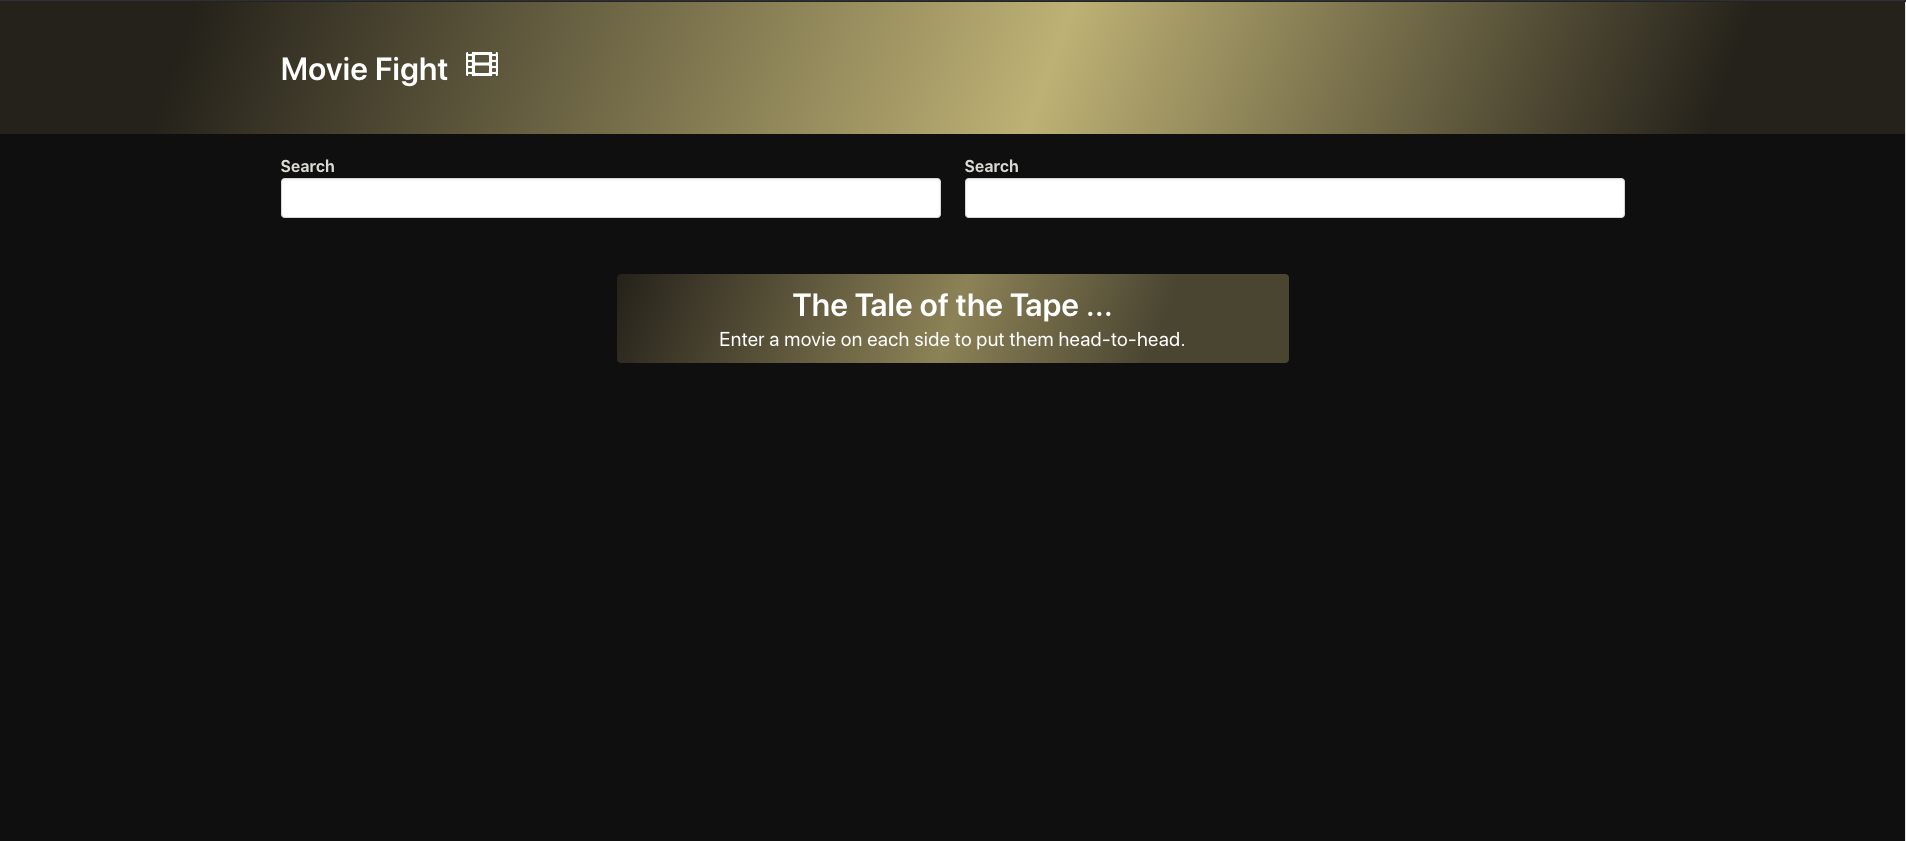 Movie Fight
Search
Search
The Tale of the Tape ...
Enter a movie on each side to put them head-to-head.